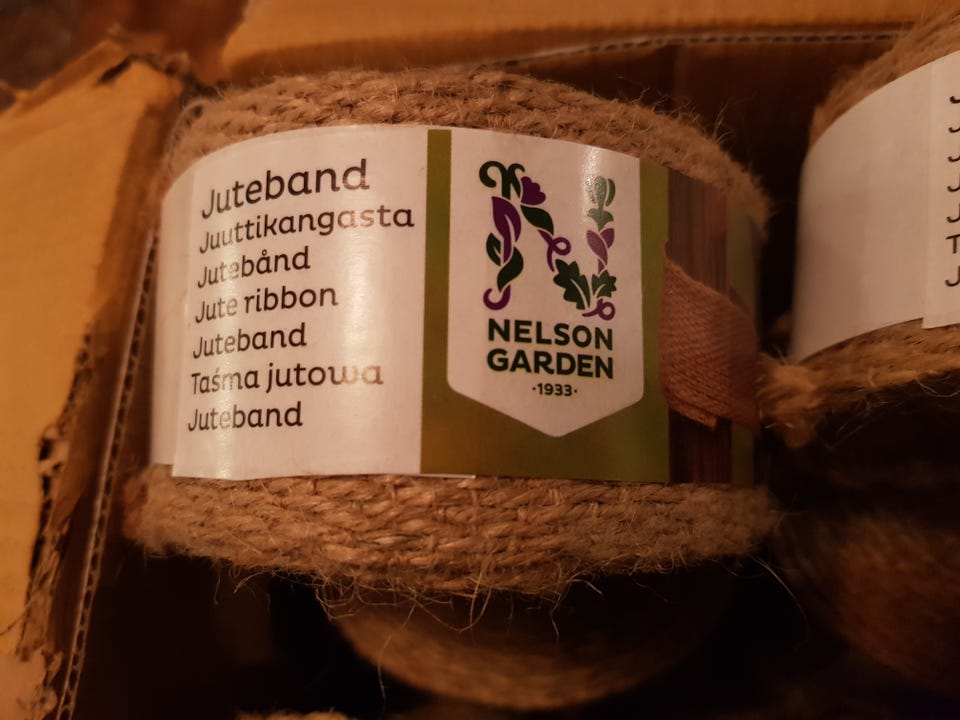 Juteband
Juuttikangasta
Jutebånd
Jute ribbon
Juteband
Taśma jutowa
Juteband
NELSON
GARDEN
·1933·